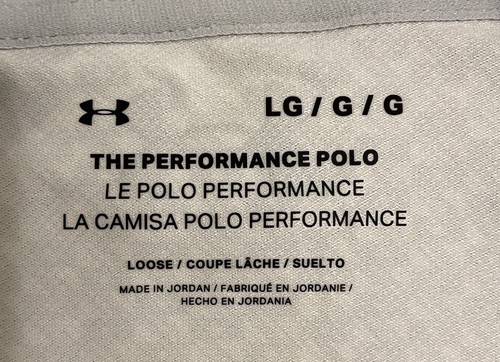 LG / G / G
THE PERFORMANCE POLO
LE POLO PERFORMANCE
LA CAMISA POLO PERFORMANCE
LOOSE / COUPE LÂCHE / SUELTO
MADE IN JORDAN / FABRIQUÉ EN JORDANIE /
HECHO EN JORDANIA